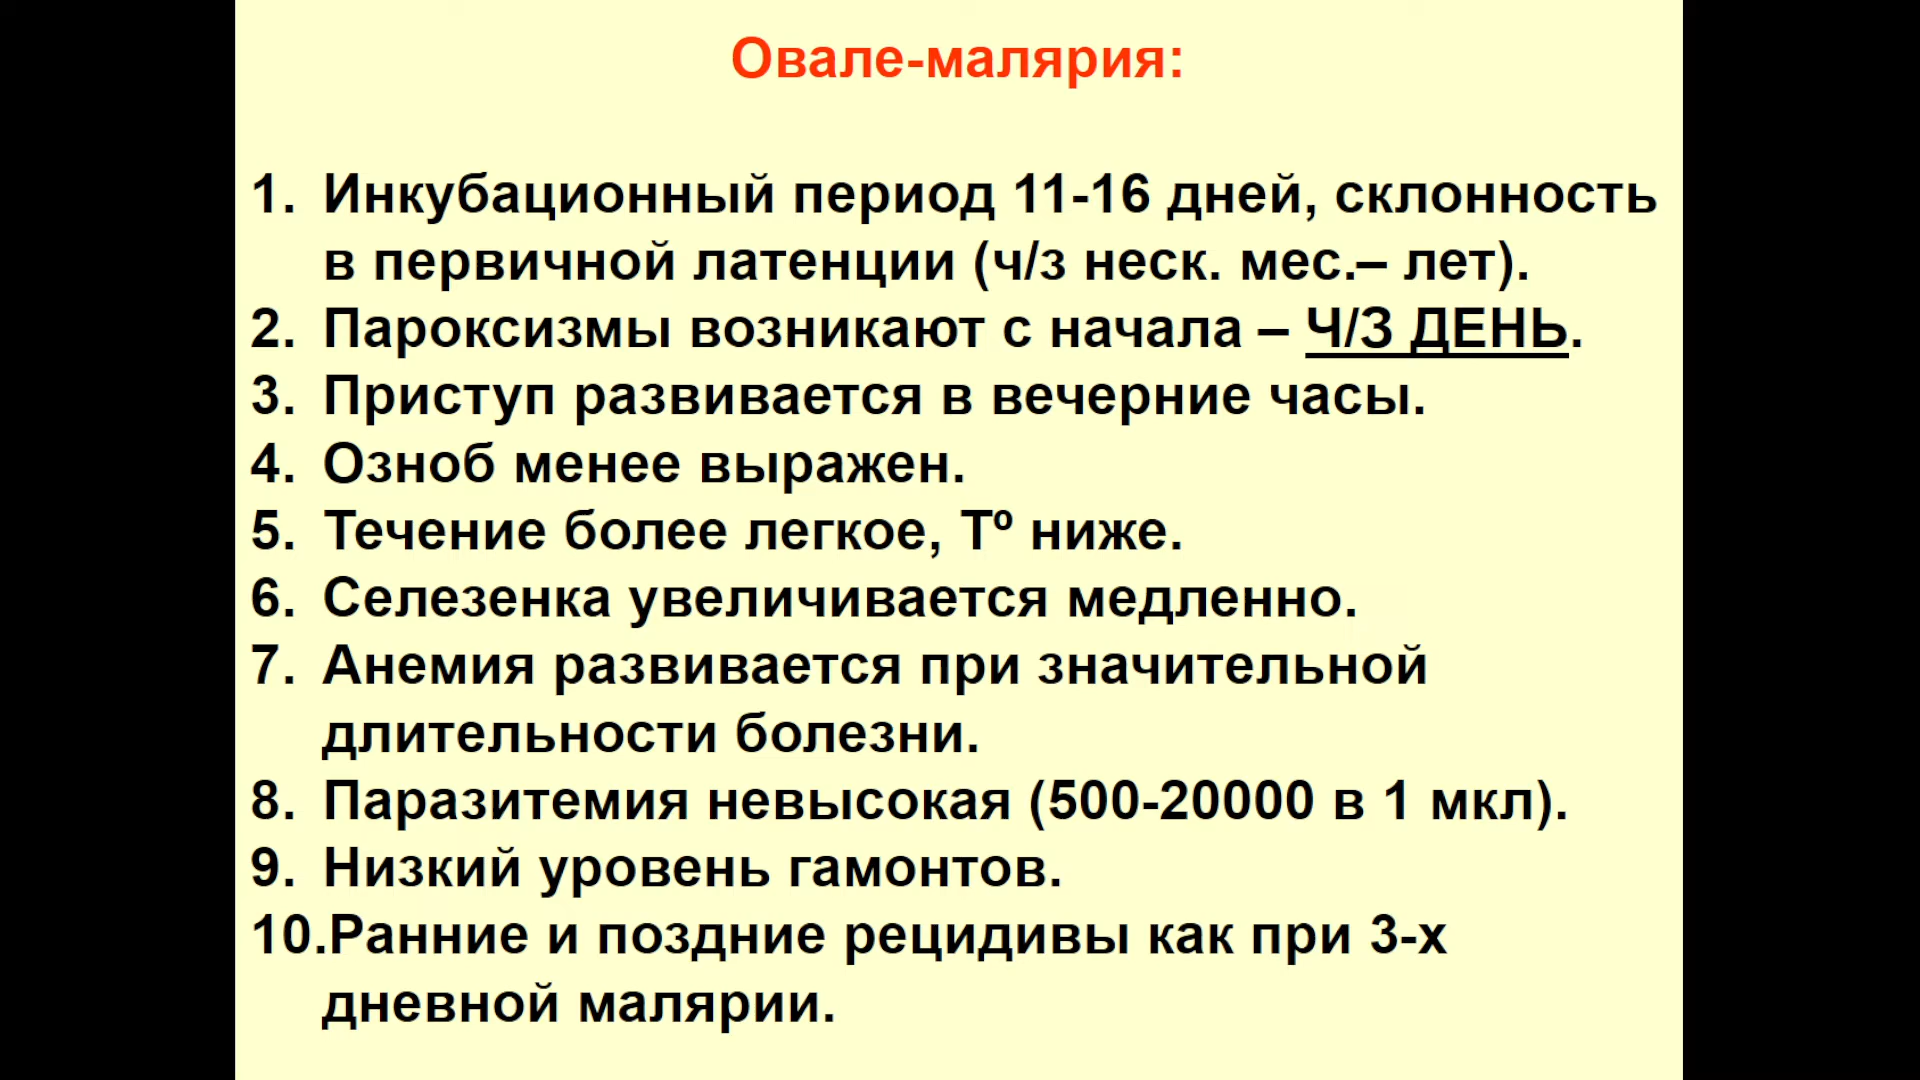 Овале-малярия:
1. Инкубационный период 11-16 дней, склонность
в первичной латенции (ч/з неск. мес.– лет).
2. Пароксизмы возникают с начала – Ч/З ДЕНЬ.
3. Приступ развивается в вечерние часы.
4. Озноб менее выражен.
5. Течение более легкое, Tº ниже.
6. Селезенка увеличивается медленно.
7. Анемия развивается при значительной
длительности болезни.
8. Паразитемия невысокая (500-20000 в 1 мкл).
9. Низкий уровень гамонтов.
10.Ранние и поздние рецидивы как при 3-х
дневной малярии.